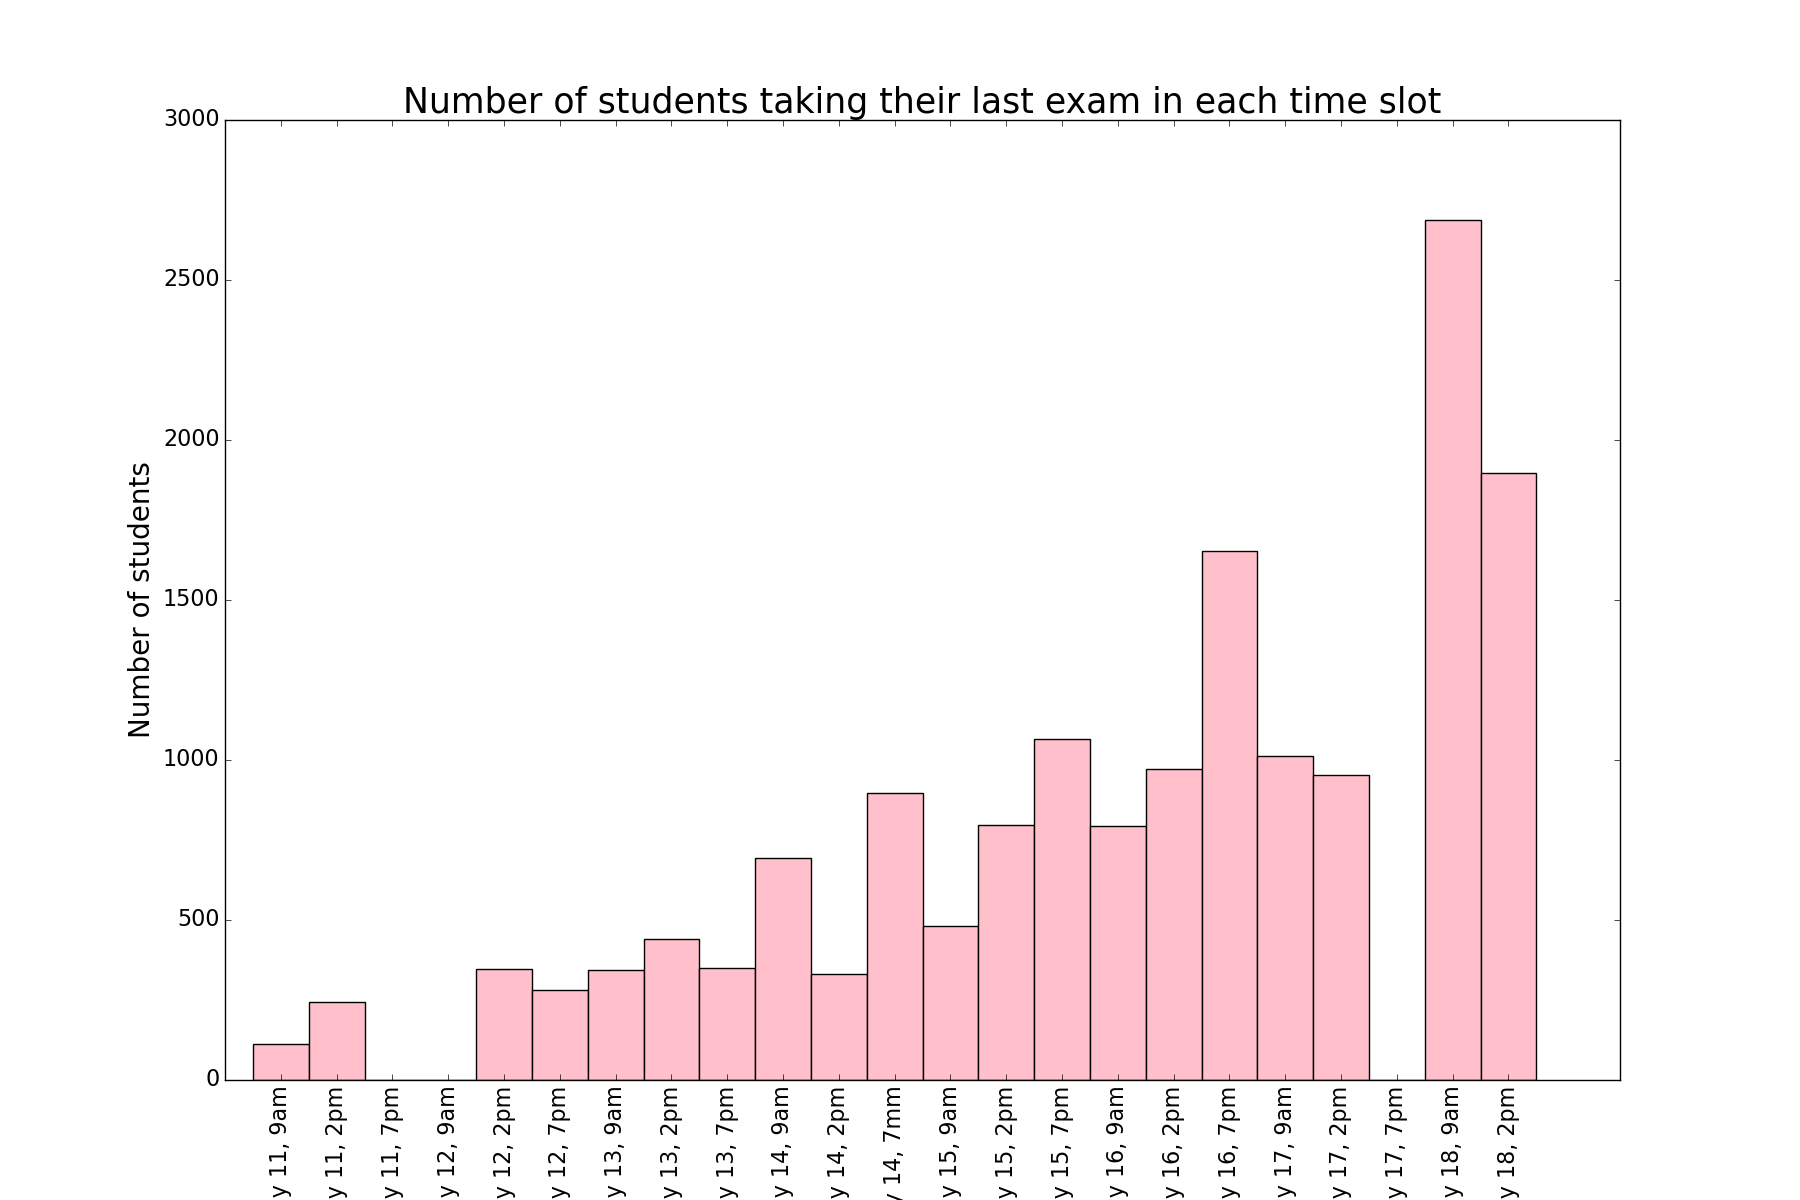 Number of students taking their last exam in each time slot
Number of students
3000
2500
2000
1500
1000
500
0
y 11, 9am
y 11, 2pm
y 11, 7pm
y 12, 9am
y 12, 2pm
y 12, 7pm
y 13, 9am
y 13, 2pm
y 13, 7pm
y 14, 9am
y 14, 2pm
y 14, 7mm
y 15, 9am
y 15, 2pm
y 15, 7pm
y 16, 9am
y 16, 2pm
y 16, 7pm
y 17, 9am
y 17, 2pm
y 17, 7pm
y 18, 9am
y 18, 2pm